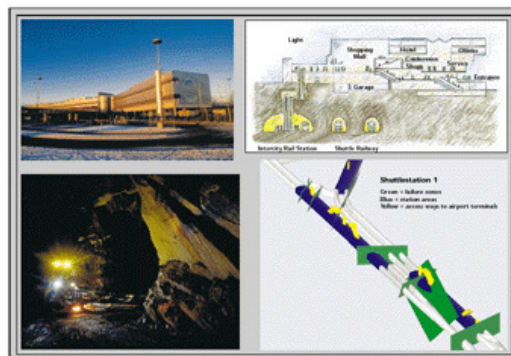 Light
Shopping
Mall
Hotel
Offices
Conference
Shops
Service
Entrance
Garage
Intercity Rail Station
Shuttle Railway
Shuttlestation 1
Green = failure zones
Blue = station areas
Yellow = access ways to airport terminals